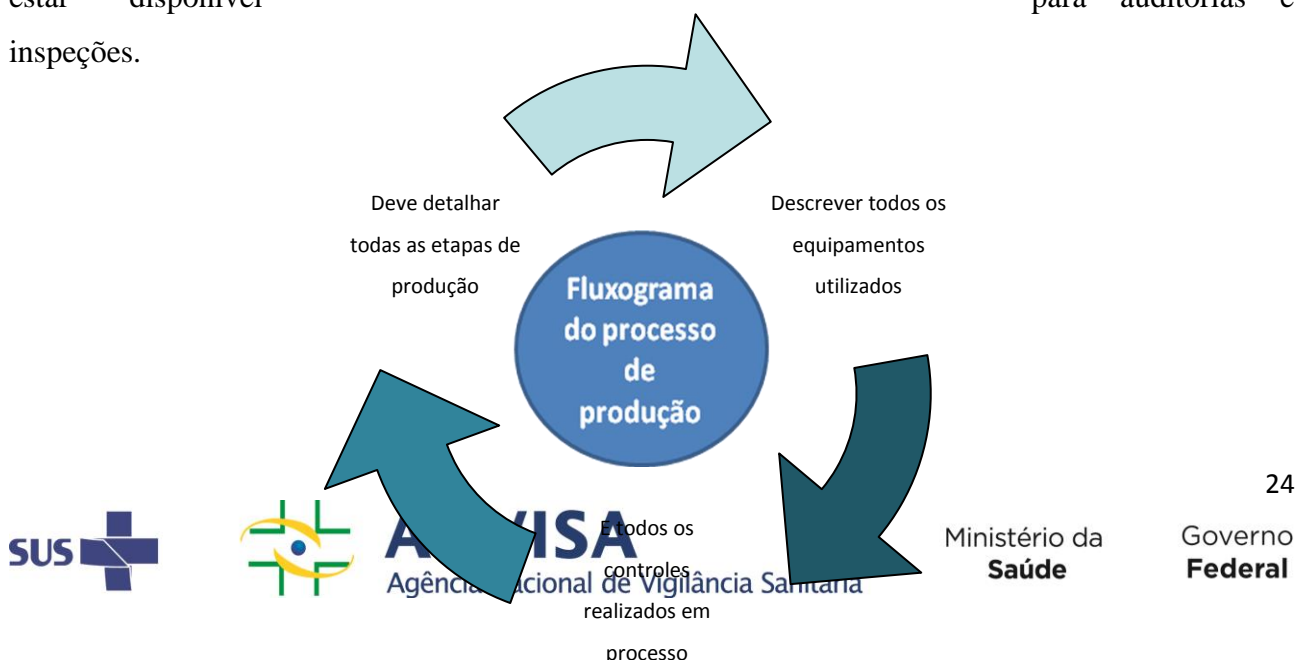 estar disponível para auditorias e
inspeções.
Deve detalhar
todas as etapas de
produção
Descrever todos os
equipamentos
utilizados
Fluxograma
do processo
de
produção
E todos os
controles
realizados em
processo
24
SUS
Agência de Vigilância Sanitária
Ministério da
Saúde
Governo
Federal